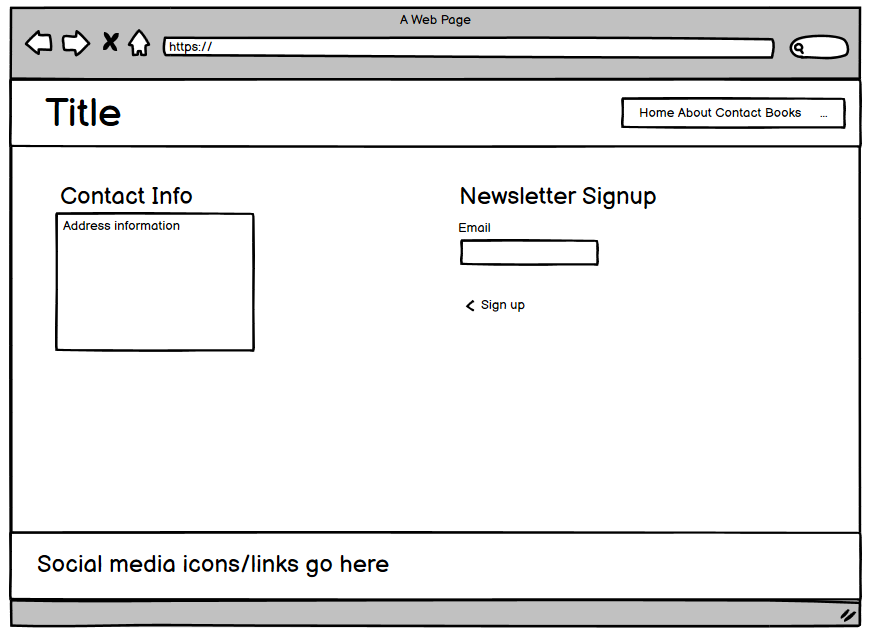 A Web Page
https://
Title
Home About Contact Books ...
Contact Info
Address information
Newsletter Signup
Email
Sign up
Social media icons/links go here